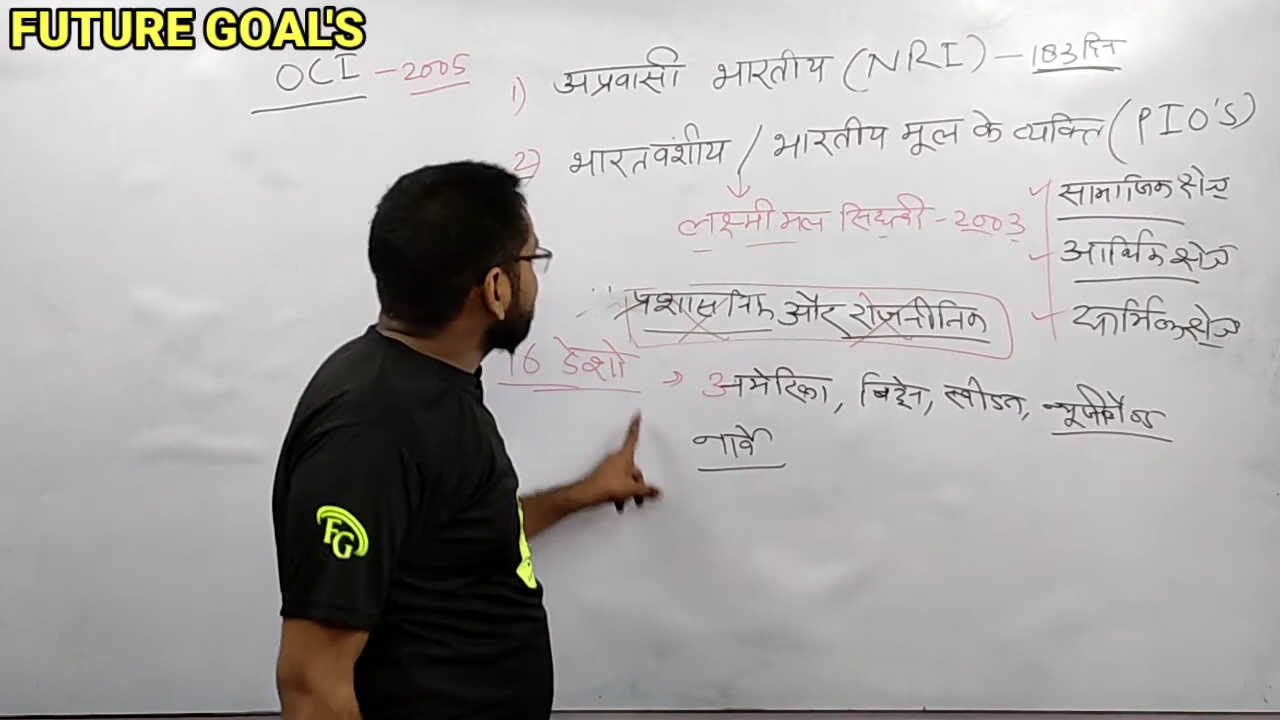 FUTURE GOAL'S
OCI - 2005
1) अप्रवासी भारतीय (NRI) - 183 दिन
2) भारतवंशीय / भारतीय मूल के व्यक्ति (PIO'S)
सामाजिक क्षेत्र
लक्ष्मीमल सिंघवी - 2003
आर्थिक क्षेत्र
प्रशासनिक और राजनीतिक
धार्मिक क्षेत्र
16 देशो → अमेरिका, ब्रिटेन, स्वीडन, न्यूजीलैण्ड
नार्वे
FG